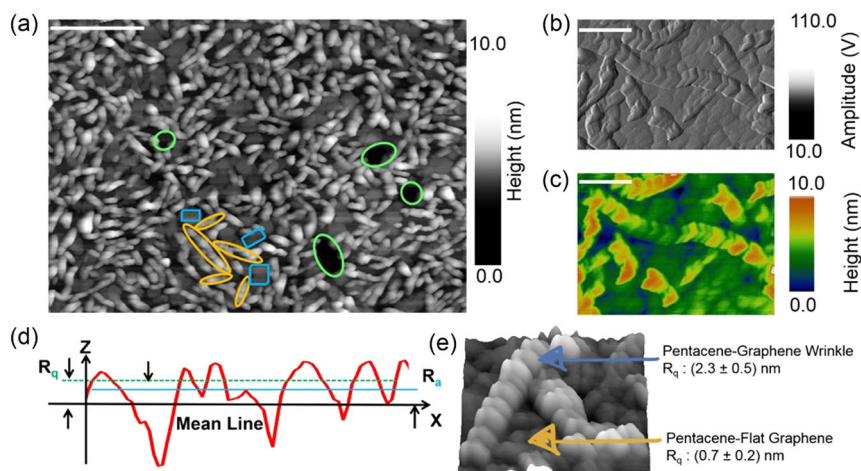 (a)
10.0
Height (nm)
0.0
(b)
110.0
Amplitude (V)
10.0
(c)
10.0
Height (nm)
0.0
(d)
Z
Rq
Ra
Mean Line
X
(e)
Pentacene-Graphene Wrinkle
Rq : (2.3 ± 0.5) nm
Pentacene-Flat Graphene
Rq : (0.7 ± 0.2) nm